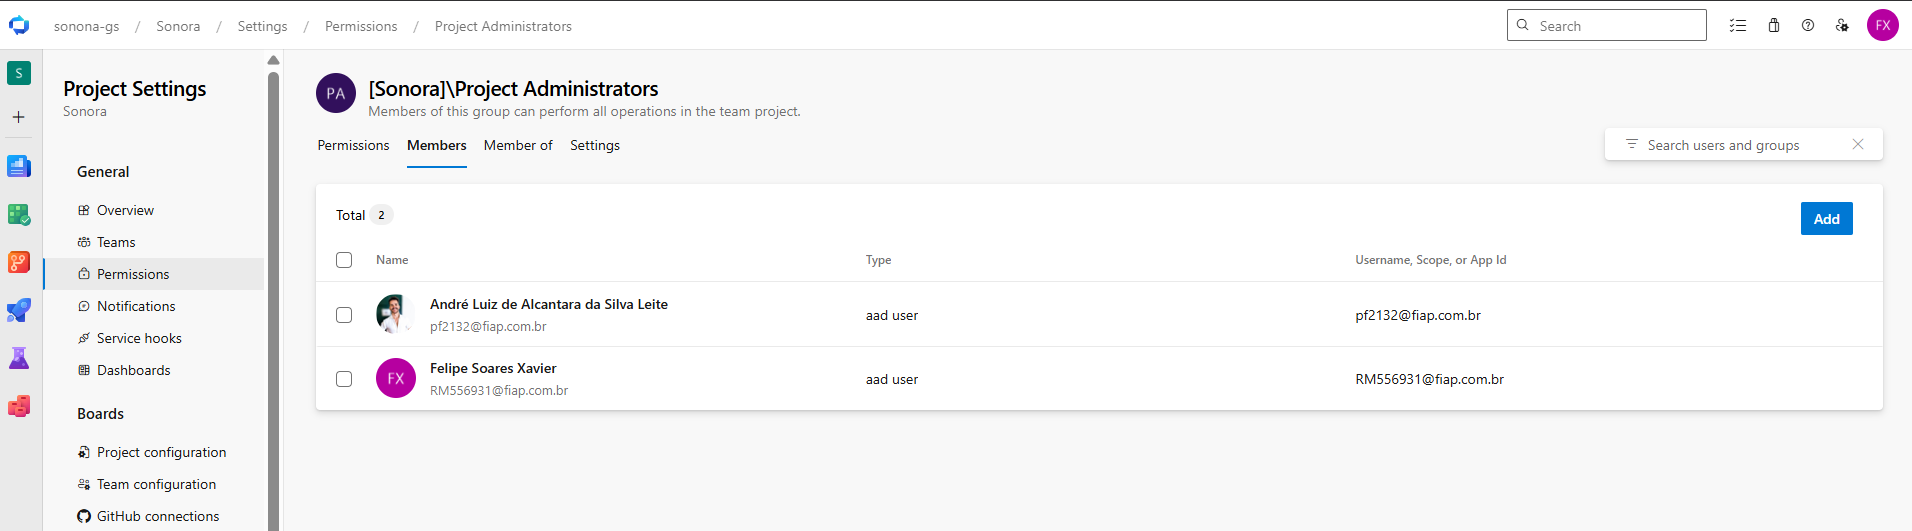 sonona-gs / Sonora / Settings / Permissions / Project Administrators
Search
FX
S
Project Settings
Sonora
General
Overview
Teams
Permissions
Notifications
Service hooks
Dashboards
Boards
Project configuration
Team configuration
GitHub connections
PA
[Sonora]\Project Administrators
Members of this group can perform all operations in the team project.
Permissions Members Member of Settings
Search users and groups
Total 2
Add
Name Type Username, Scope, or App Id
André Luiz de Alcantara da Silva Leite
pf2132@fiap.com.br
aad user
pf2132@fiap.com.br
FX
Felipe Soares Xavier
RM556931@fiap.com.br
aad user
RM556931@fiap.com.br